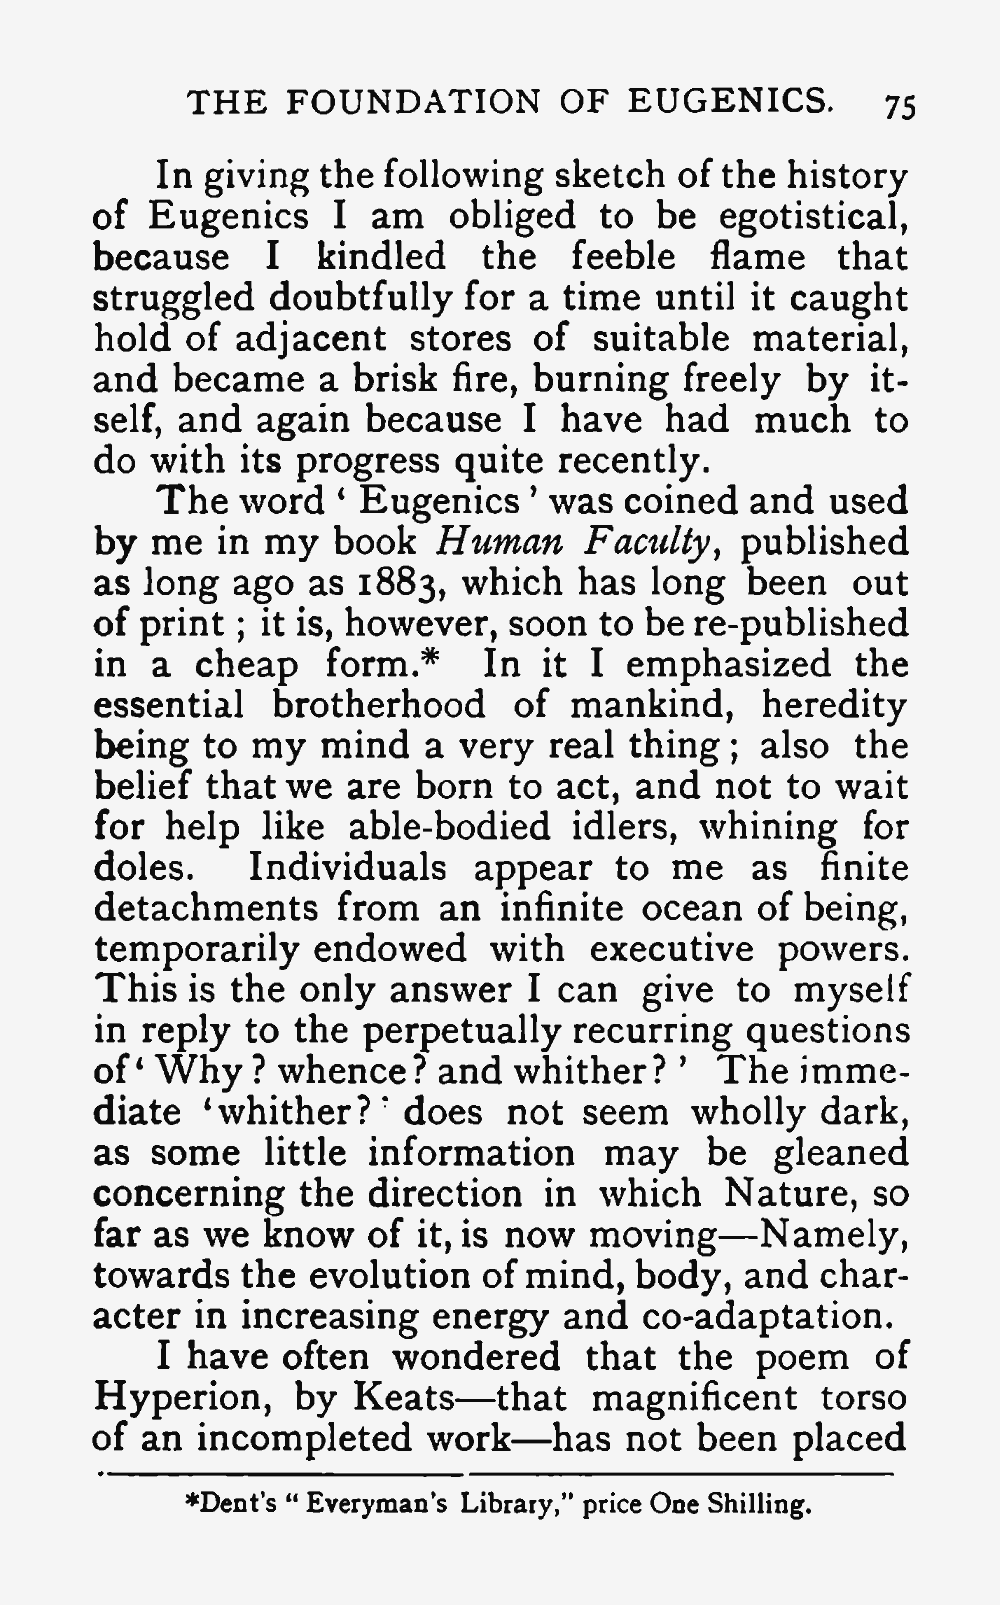 THE FOUNDATION OF EUGENICS. 75
In giving the following sketch of the history
of Eugenics I am obliged to be egotistical,
because I kindled the feeble flame that
struggled doubtfully for a time until it caught
hold of adjacent stores of suitable material,
and became a brisk fire, burning freely by it-
self, and again because I have had much to
do with its progress quite recently.
The word ‘ Eugenics ’ was coined and used
by me in my book Human Faculty, published
as long ago as 1883, which has long been out
of print ; it is, however, soon to be re-published
in a cheap form.* In it I emphasized the
essential brotherhood of mankind, heredity
being to my mind a very real thing ; also the
belief that we are born to act, and not to wait
for help like able-bodied idlers, whining for
doles. Individuals appear to me as finite
detachments from an infinite ocean of being,
temporarily endowed with executive powers.
This is the only answer I can give to myself
in reply to the perpetually recurring questions
of ‘ Why ? whence ? and whither ? ’ The imme-
diate ‘ whither ? ’ does not seem wholly dark,
as some little information may be gleaned
concerning the direction in which Nature, so
far as we know of it, is now moving—Namely,
towards the evolution of mind, body, and char-
acter in increasing energy and co-adaptation.
I have often wondered that the poem of
Hyperion, by Keats—that magnificent torso
of an incompleted work—has not been placed
*Dent's “ Everyman's Library,” price One Shilling.